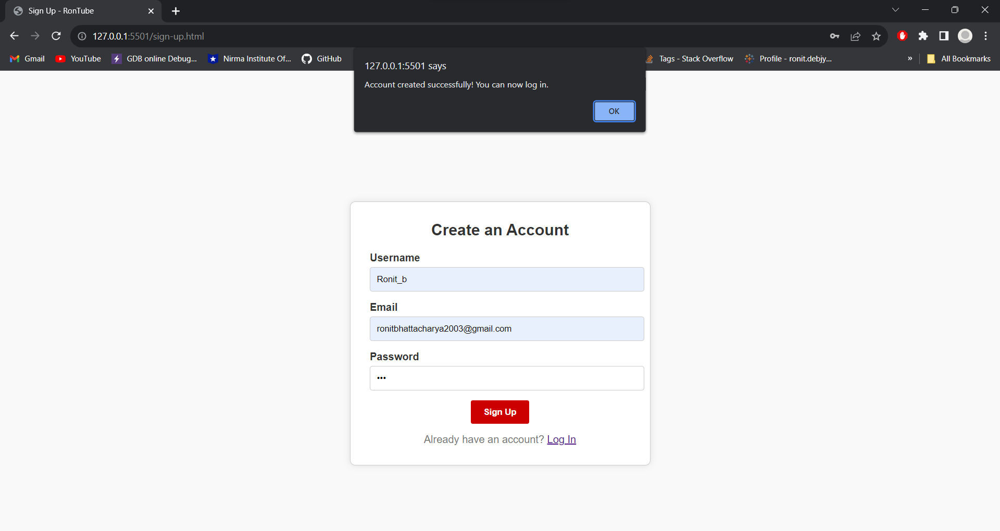 Sign Up - RonTube
127.0.0.1:5501/sign-up.html
Gmail
YouTube
GDB online Debug...
Nirma Institute Of...
GitHub
Tags - Stack Overflow
Profile - ronit.debjy...
»
All Bookmarks
127.0.0.1:5501 says
Account created successfully! You can now log in.
OK
Create an Account
Username
Ronit_b
Email
ronitbhattacharya2003@gmail.com
Password
•••
Sign Up
Already have an account? Log In